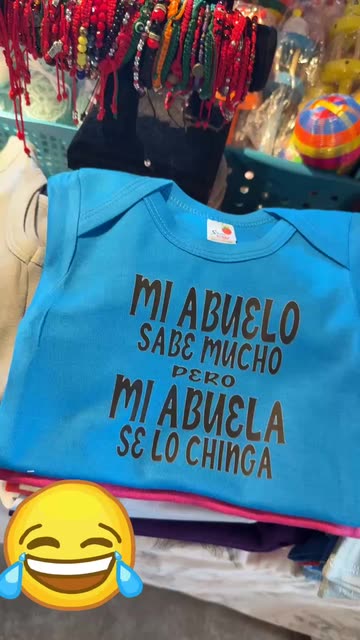 MI ABUELO
SABE MUCHO
PERO
MI ABUELA
SE LO CHINGA